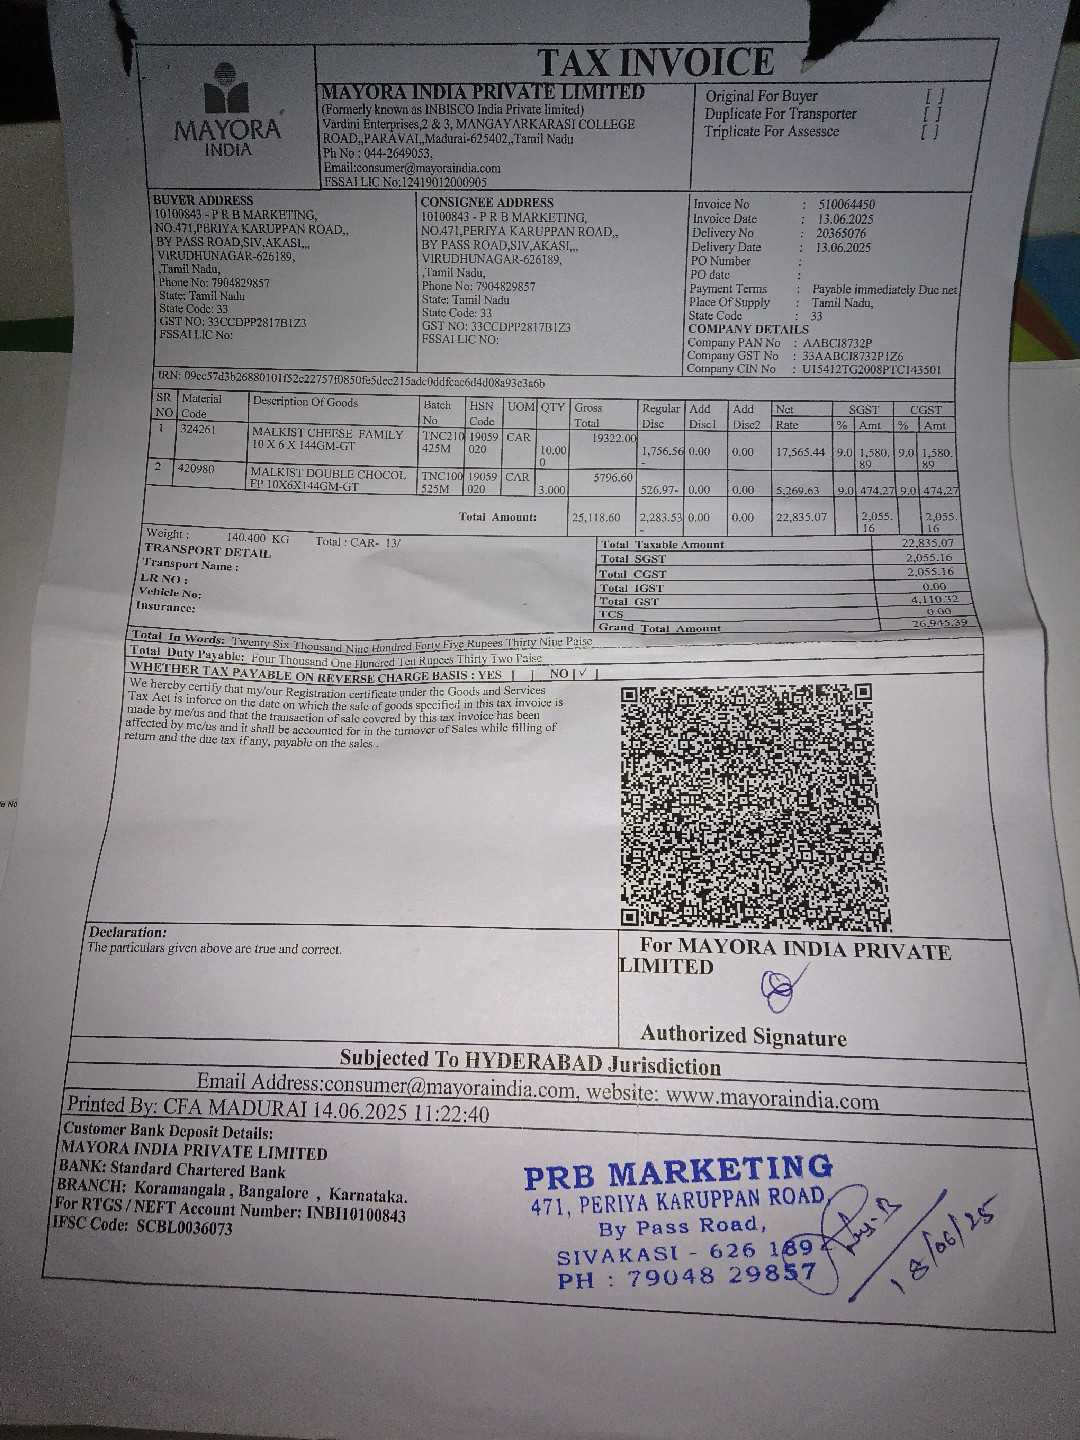 TAX INVOICE
MAYORA
INDIA
MAYORA INDIA PRIVATE LIMITED
(Formerly known as INBISCO India Private limited)
Vardini Enterprises,2 & 3, MANGAYARKARASI COLLEGE
ROAD,,PARAVAI,,Madurai-625402,,Tamil Nadu
Ph No : 044-2649053,
Email:consumer@mayoraindia.com
FSSAI LIC No:12419012000905
Original For Buyer [ ]
Duplicate For Transporter [ ]
Triplicate For Assessee [ ]
BUYER ADDRESS
10100843 - P R B MARKETING,
NO.471,PERIYA KARUPPAN ROAD,,
BY PASS ROAD,SIV,AKASI,,,
VIRUDHUNAGAR-626189,
,Tamil Nadu,
Phone No: 7904829857
State: Tamil Nadu
State Code: 33
GST NO: 33CCDPP2817B1Z3
FSSAI LIC No:
CONSIGNEE ADDRESS
10100843 - P R B MARKETING,
NO.471,PERIYA KARUPPAN ROAD,,
BY PASS ROAD,SIV,AKASI,,,
VIRUDHUNAGAR-626189,
,Tamil Nadu,
Phone No: 7904829857
State: Tamil Nadu
State Code: 33
GST NO: 33CCDPP2817B1Z3
FSSAI LIC NO:
Invoice No : 510064450
Invoice Date : 13.06.2025
Delivery No : 20365076
Delivery Date : 13.06.2025
PO Number :
PO date :
Payment Terms : Payable immediately Due net
Place Of Supply : Tamil Nadu,
State Code : 33
COMPANY DETAILS
Company PAN No : AABCI8732P
Company GST No : 33AABCI8732P1Z6
Company CIN No : U15412TG2008PTC143501
IRN:
SR NO Material Code Description Of Goods Batch No HSN Code UOM QTY Gross Total Regular Disc Add Disc1 Add Disc2 Net Rate SGST % Amt CGST % Amt
1 324261 MALKIST CHEESE FAMILY 10 X 6 X 144GM-GT TNC210425M 19059020 CAR 10.000 19322.00 1,756.56- 0.00 0.00 17,565.44 9.0 1,580.89 9.0 1,580.89
2 420980 MALKIST DOUBLE CHOCOL FP 10X6X144GM-GT TNC100525M 19059020 CAR 3.000 5796.60 526.97- 0.00 0.00 5,269.63 9.0 474.27 9.0 474.27
Total Amount: 25,118.60 2,283.53- 0.00 0.00 22,835.07 2,055.16 2,055.16
Weight : 140.400 KG Total : CAR- 13/
TRANSPORT DETAIL
Transport Name :
LR NO :
Vehicle No:
Insurance:
Total Taxable Amount 22,835.07
Total SGST 2,055.16
Total CGST 2,055.16
Total IGST 0.00
Total GST 4,110.32
TCS 0.00
Grand Total Amount 26,945.39
Total In Words: Twenty Six Thousand Nine Hundred Forty Five Rupees Thirty Nine Paise
Total Duty Payable: Four Thousand One Hundred Ten Rupees Thirty Two Paise
WHETHER TAX PAYABLE ON REVERSE CHARGE BASIS : YES [ ] NO [✓]
We hereby certify that my/our Registration certificate under the Goods and Services
Tax Act is inforce on the date on which the sale of goods specified in this tax invoice is
made by me/us and that the transaction of sale covered by this tax invoice has been
affected by me/us and it shall be accounted for in the turnover of Sales while filling of
return and the due tax if any, payable on the sales .
Declaration:
The particulars given above are true and correct.
For MAYORA INDIA PRIVATE
LIMITED
Authorized Signature
Subjected To HYDERABAD Jurisdiction
Email Address:consumer@mayoraindia.com, website: www.mayoraindia.com
Printed By: CFA MADURAI 14.06.2025 11:22:40
Customer Bank Deposit Details:
MAYORA INDIA PRIVATE LIMITED
BANK: Standard Chartered Bank
BRANCH: Koramangala , Bangalore , Karnataka.
For RTGS / NEFT Account Number: INBI10100843
IFSC Code: SCBL0036073
PRB MARKETING
471, PERIYA KARUPPAN ROAD,
By Pass Road,
SIVAKASI - 626 189
PH : 79048 29857
18/06/25